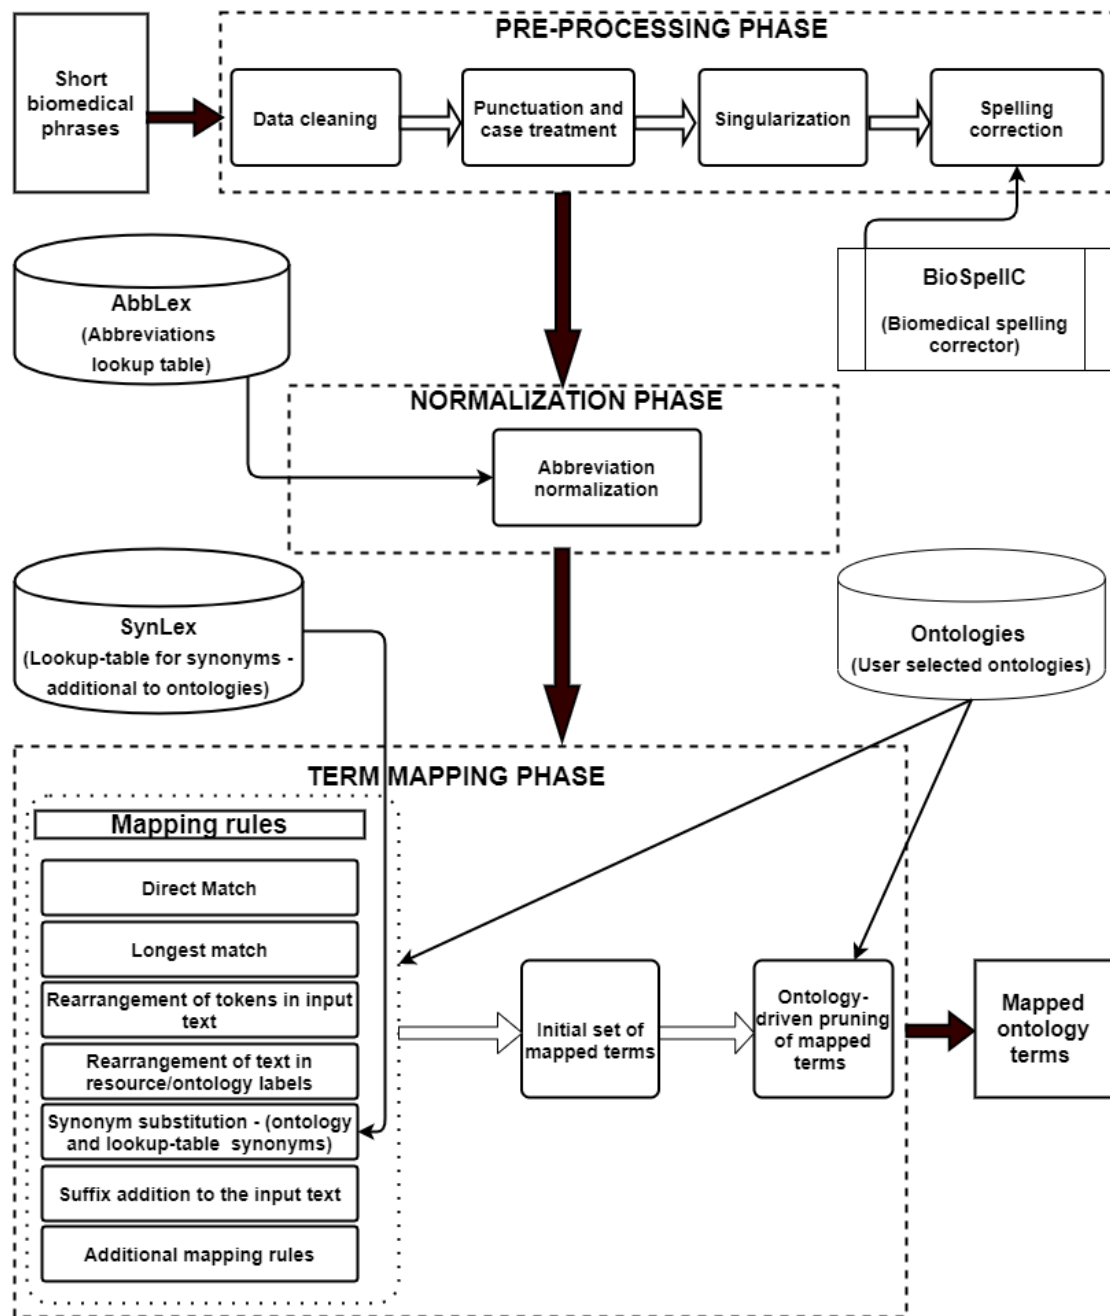 PRE-PROCESSING PHASE
Short
biomedical
phrases
Data cleaning
Punctuation and
case treatment
Singularization
Spelling
correction
AbbLex
(Abbreviations
lookup table)
BioSpellC
(Biomedical spelling
corrector)
NORMALIZATION PHASE
Abbreviation
normalization
SynLex
(Lookup-table for synonyms -
additional to ontologies)
Ontologies
(User selected ontologies)
TERM MAPPING PHASE
Mapping rules
Direct Match
Longest match
Rearrangement of tokens in input
text
Rearrangement of text in
resource/ontology labels
Synonym substitution - (ontology
and lookup-table synonyms)
Suffix addition to the input text
Additional mapping rules
Initial set of
mapped terms
Ontology-
driven pruning
of mapped
terms
Mapped
ontology
terms